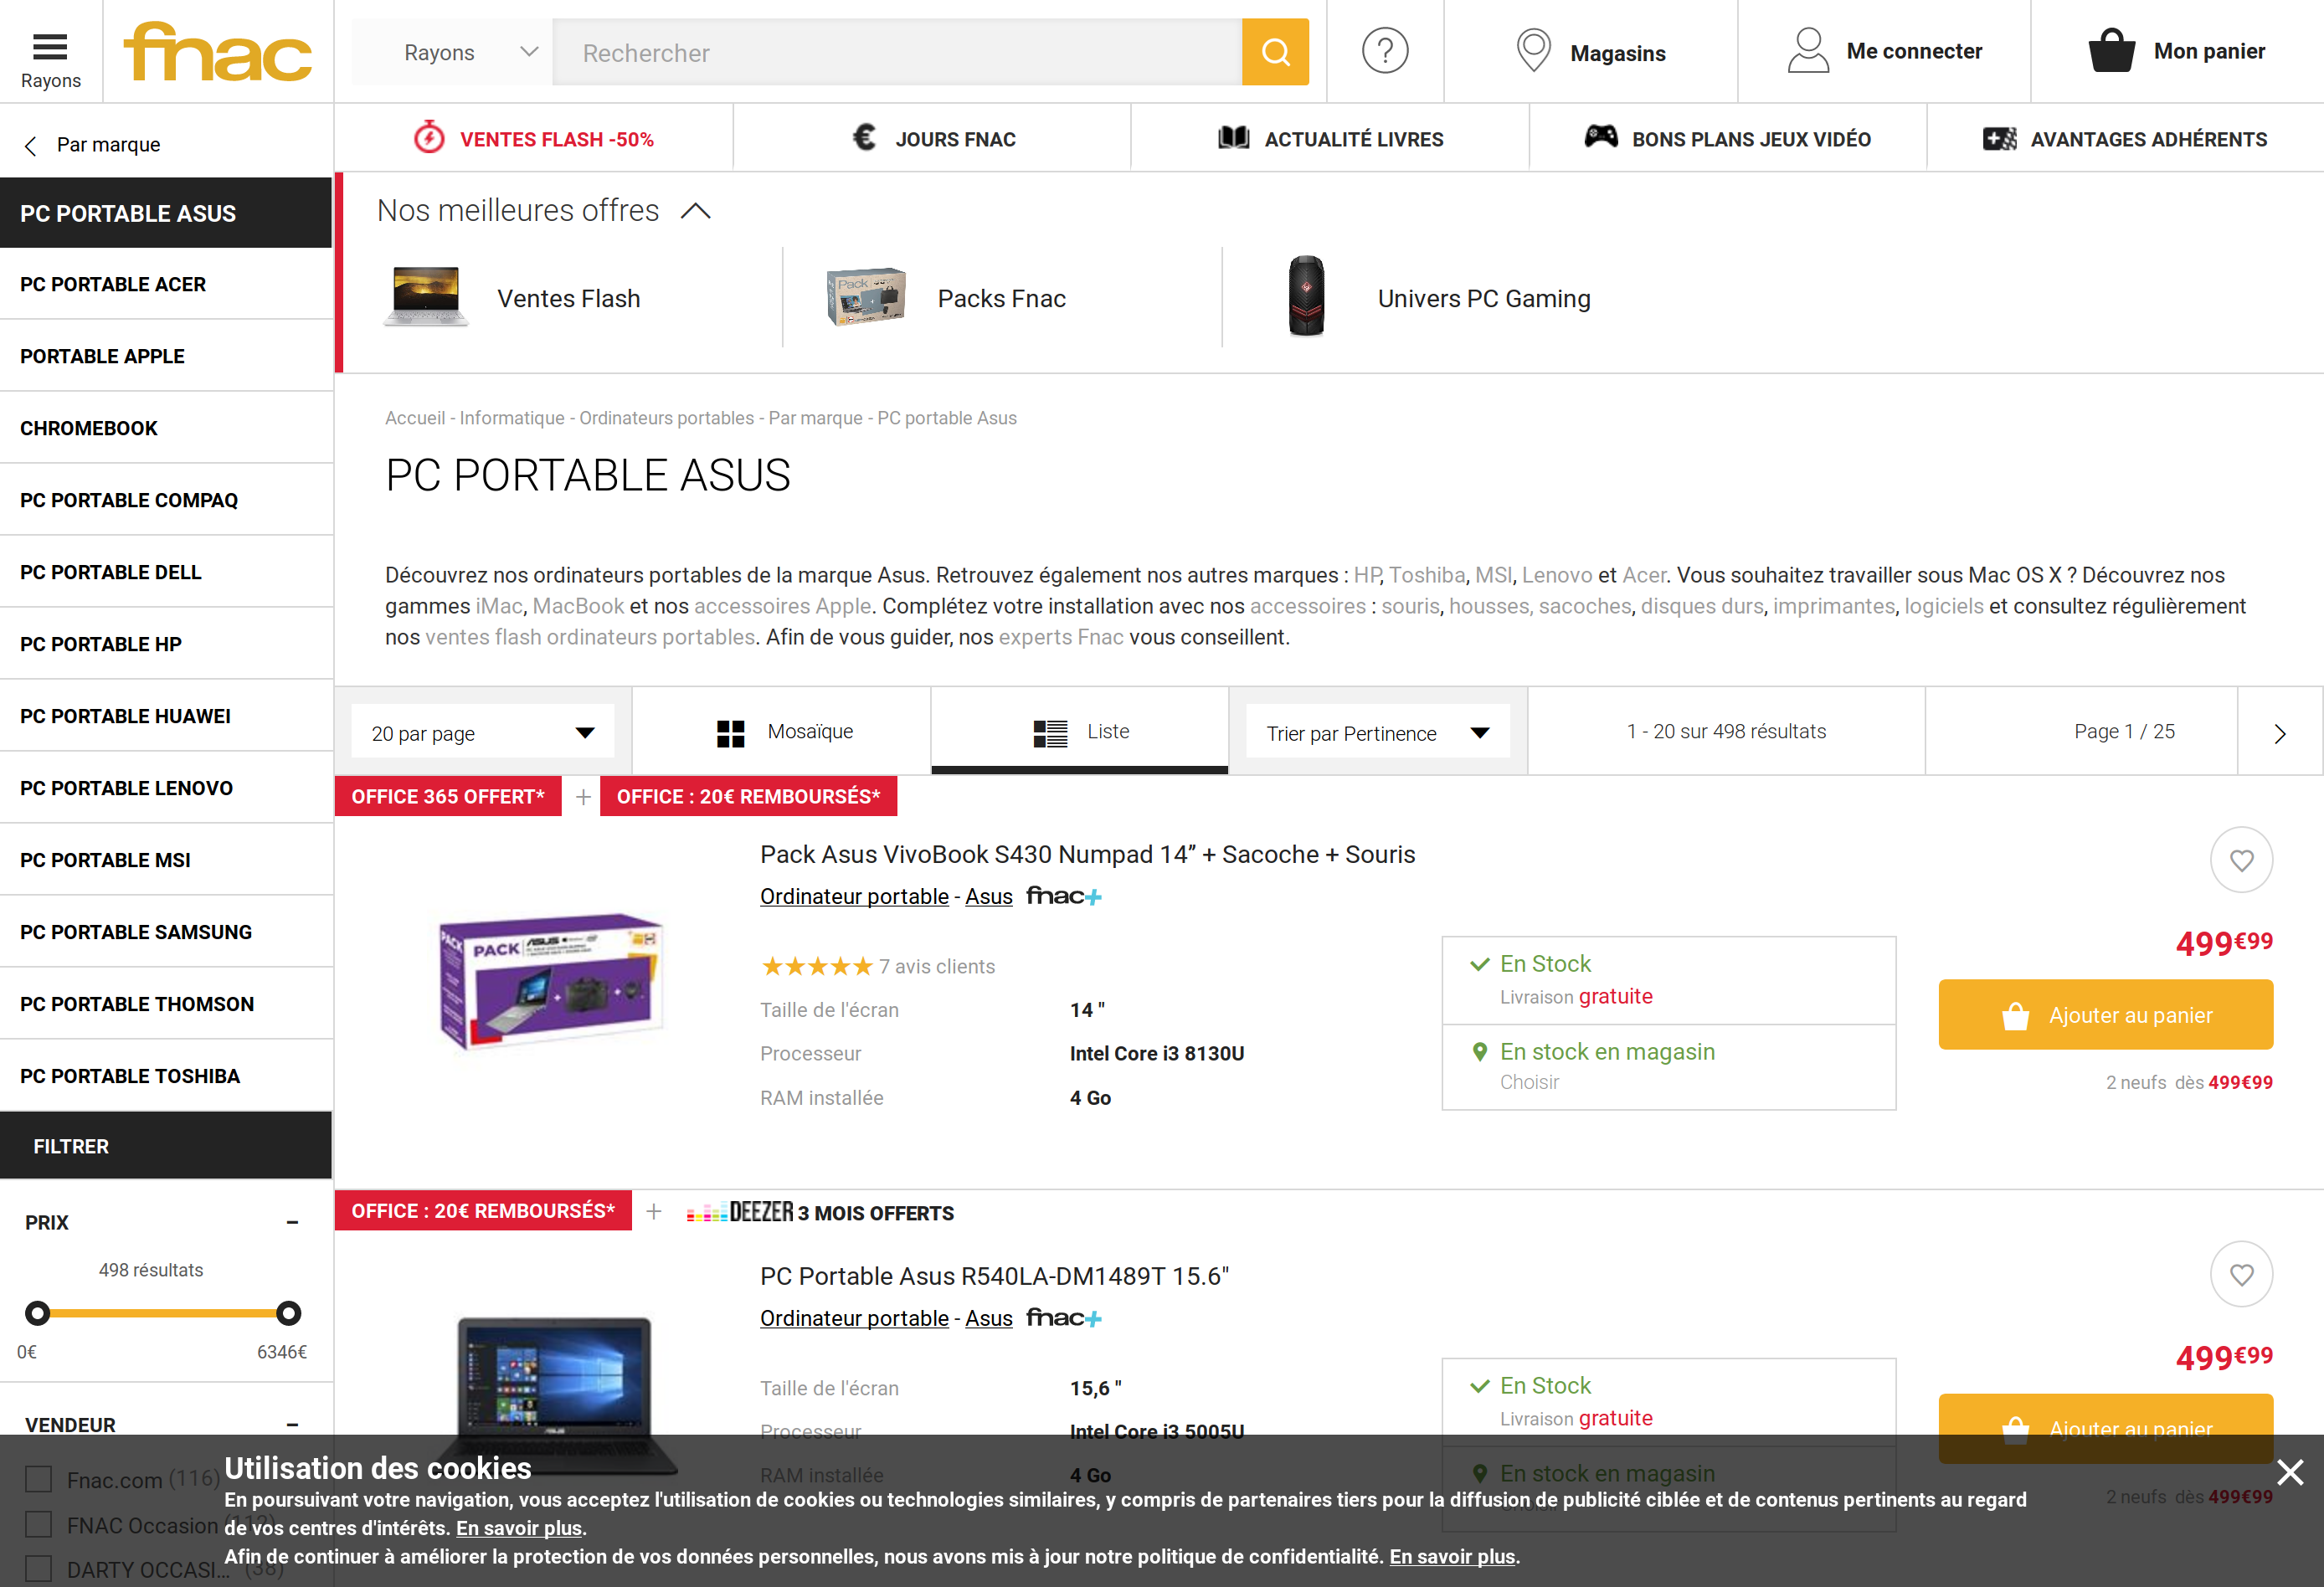 Rayons
fnac
Rayons
Rechercher
?
Magasins
Me connecter
Mon panier
Par marque
VENTES FLASH -50%
€ JOURS FNAC
ACTUALITÉ LIVRES
BONS PLANS JEUX VIDÉO
AVANTAGES ADHÉRENTS
PC PORTABLE ASUS
PC PORTABLE ACER
PORTABLE APPLE
CHROMEBOOK
PC PORTABLE COMPAQ
PC PORTABLE DELL
PC PORTABLE HP
PC PORTABLE HUAWEI
PC PORTABLE LENOVO
PC PORTABLE MSI
PC PORTABLE SAMSUNG
PC PORTABLE THOMSON
PC PORTABLE TOSHIBA
FILTRER
PRIX
498 résultats
0€ 6346€
VENDEUR
Fnac.com (116)
FNAC Occasion (112)
DARTY OCCASI... (38)
Nos meilleures offres
Ventes Flash
Pack
Packs Fnac
Univers PC Gaming
Accueil - Informatique - Ordinateurs portables - Par marque - PC portable Asus
PC PORTABLE ASUS
Découvrez nos ordinateurs portables de la marque Asus. Retrouvez également nos autres marques : HP, Toshiba, MSI, Lenovo et Acer. Vous souhaitez travailler sous Mac OS X ? Découvrez nos
gammes iMac, MacBook et nos accessoires Apple. Complétez votre installation avec nos accessoires : souris, housses, sacoches, disques durs, imprimantes, logiciels et consultez régulièrement
nos ventes flash ordinateurs portables. Afin de vous guider, nos experts Fnac vous conseillent.
20 par page
Mosaïque
Liste
Trier par Pertinence
1 - 20 sur 498 résultats
Page 1 / 25
OFFICE 365 OFFERT* + OFFICE : 20€ REMBOURSÉS*
Pack Asus VivoBook S430 Numpad 14” + Sacoche + Souris
Ordinateur portable - Asus fnac+
PACK
PACK ASUS
7 avis clients
Taille de l'écran 14 "
Processeur Intel Core i3 8130U
RAM installée 4 Go
En Stock
Livraison gratuite
En stock en magasin
Choisir
499€99
Ajouter au panier
2 neufs dès 499€99
OFFICE : 20€ REMBOURSÉS* + DEEZER 3 MOIS OFFERTS
PC Portable Asus R540LA-DM1489T 15.6"
Ordinateur portable - Asus fnac+
Taille de l'écran 15,6 "
Processeur Intel Core i3 5005U
RAM installée 4 Go
En Stock
Livraison gratuite
En stock en magasin
499€99
Ajouter au panier
2 neufs dès 499€99
Utilisation des cookies
En poursuivant votre navigation, vous acceptez l'utilisation de cookies ou technologies similaires, y compris de partenaires tiers pour la diffusion de publicité ciblée et de contenus pertinents au regard
de vos centres d'intérêts. En savoir plus.
Afin de continuer à améliorer la protection de vos données personnelles, nous avons mis à jour notre politique de confidentialité. En savoir plus.